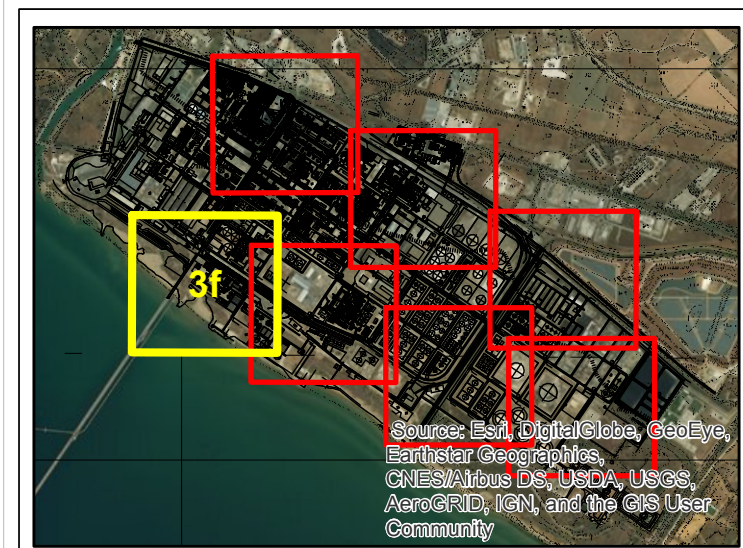 3f
Source: Esri, DigitalGlobe, GeoEye,
Earthstar Geographics,
CNES/Airbus DS, USDA, USGS,
AeroGRID, IGN, and the GIS User
Community